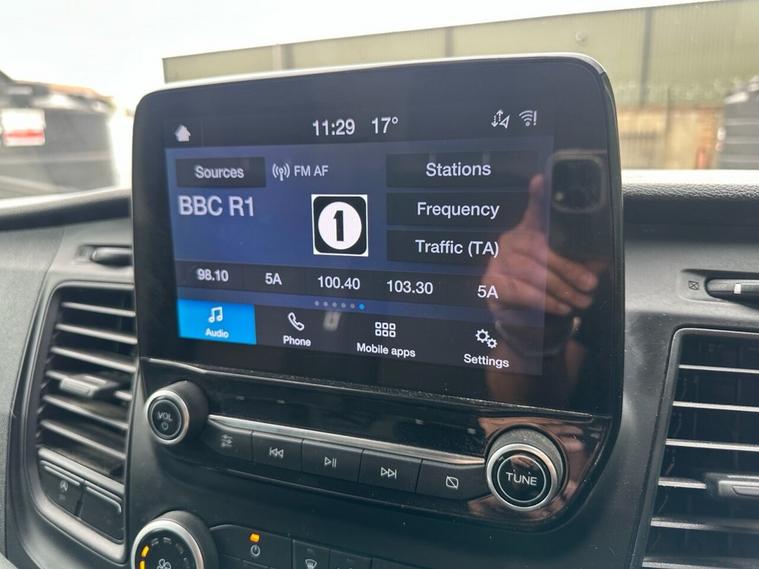 11:29 17°
Sources FM AF Stations
BBC R1 1 Frequency
Traffic (TA)
98.10 5A 100.40 103.30 5A
Audio Phone Mobile apps Settings
VOL
TUNE